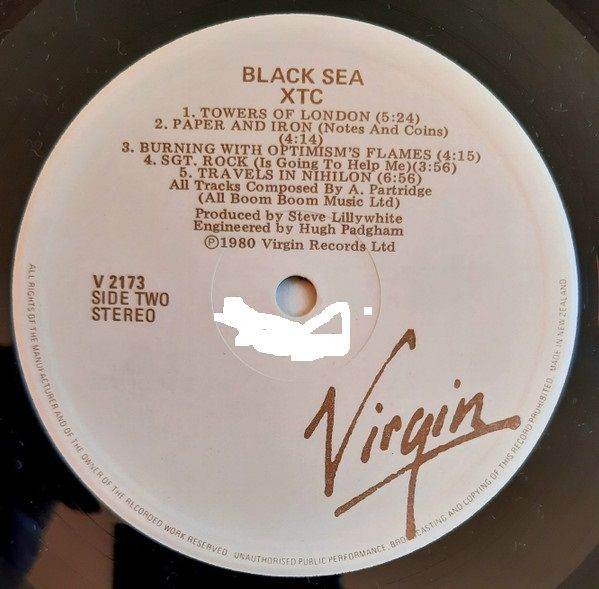 BLACK SEA
XTC
1. TOWERS OF LONDON (5:24)
2. PAPER AND IRON (Notes And Coins)
(4:14)
3. BURNING WITH OPTIMISM'S FLAMES (4:15)
4. SGT. ROCK (Is Going To Help Me)(3:56)
5. TRAVELS IN NIHILON (6:56)
All Tracks Composed By A. Partridge
(All Boom Boom Music Ltd)
Produced by Steve Lillywhite
Engineered by Hugh Padgham
Ⓟ1980 Virgin Records Ltd
V 2173
SIDE TWO
STEREO
Virgin
ALL RIGHTS OF THE MANUFACTURER AND OF THE OWNER OF THE RECORDED WORK RESERVED. UNAUTHORISED PUBLIC PERFORMANCE, BROADCASTING AND COPYING OF THIS RECORD PROHIBITED. MADE IN NEW ZEALAND